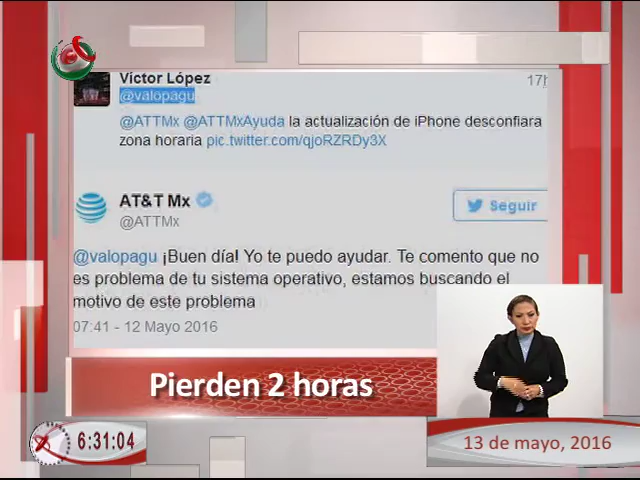 Víctor López
17h
@valopagu
@ATTMx @ATTMxAyuda la actualización de iPhone desconfiara
zona horaria pic.twitter.com/qjoRZRDy3X
AT&T Mx
@ATTMx
Seguir
@valopagu ¡Buen día! Yo te puedo ayudar. Te comento que no
es problema de tu sistema operativo, estamos buscando el
motivo de este problema
07:41 - 12 Mayo 2016
Pierden 2 horas
6:31:04
13 de mayo, 2016